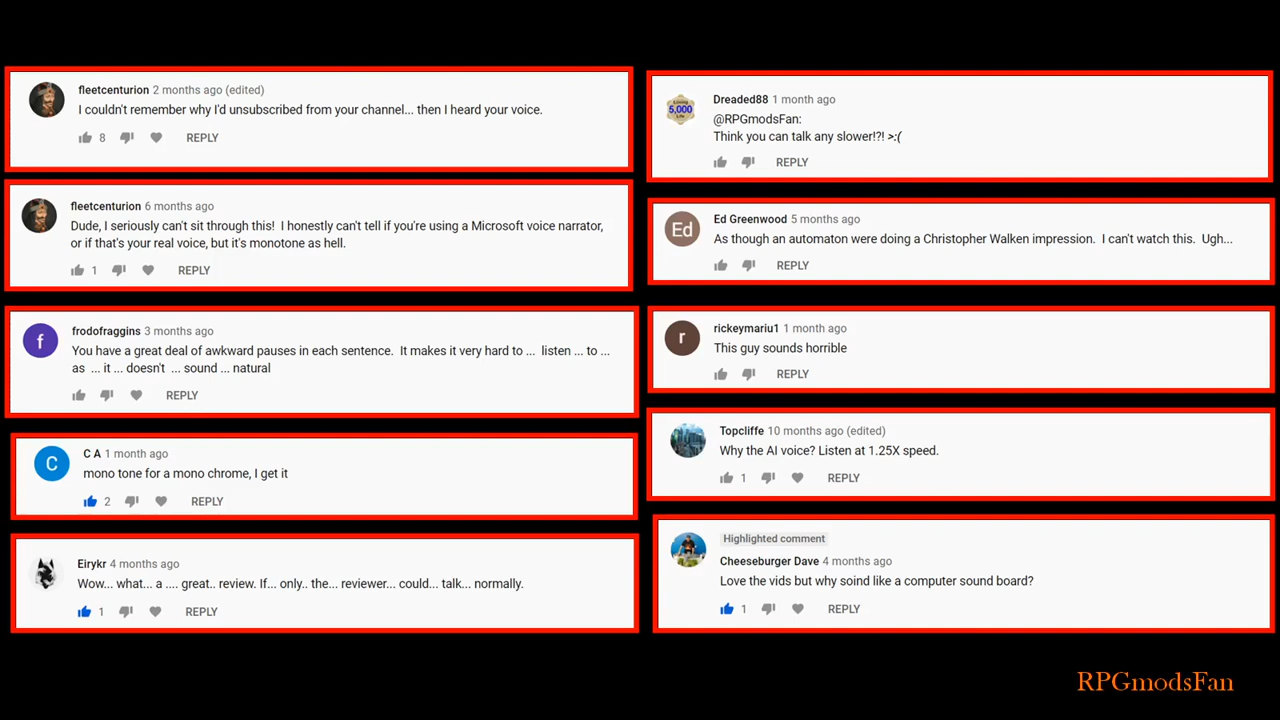 fleetcenturion 2 months ago (edited)
I couldn't remember why I'd unsubscribed from your channel... then I heard your voice.
8 REPLY
fleetcenturion 6 months ago
Dude, I seriously can't sit through this! I honestly can't tell if you're using a Microsoft voice narrator,
or if that's your real voice, but it's monotone as hell.
1 REPLY
f
frodofraggins 3 months ago
You have a great deal of awkward pauses in each sentence. It makes it very hard to ... listen ... to ...
as ... it ... doesn't ... sound ... natural
REPLY
C
C A 1 month ago
mono tone for a mono chrome, I get it
2 REPLY
Eirykr 4 months ago
Wow... what... a .... great.. review. If... only.. the... reviewer... could... talk... normally.
1 REPLY
Living
5,000
Life
Dreaded88 1 month ago
@RPGmodsFan:
Think you can talk any slower!?! >:(
REPLY
Ed
Ed Greenwood 5 months ago
As though an automaton were doing a Christopher Walken impression. I can't watch this. Ugh...
REPLY
r
rickeymariu1 1 month ago
This guy sounds horrible
REPLY
Topcliffe 10 months ago (edited)
Why the AI voice? Listen at 1.25X speed.
1 REPLY
Highlighted comment
Cheeseburger Dave 4 months ago
Love the vids but why soind like a computer sound board?
1 REPLY
RPGmodsFan